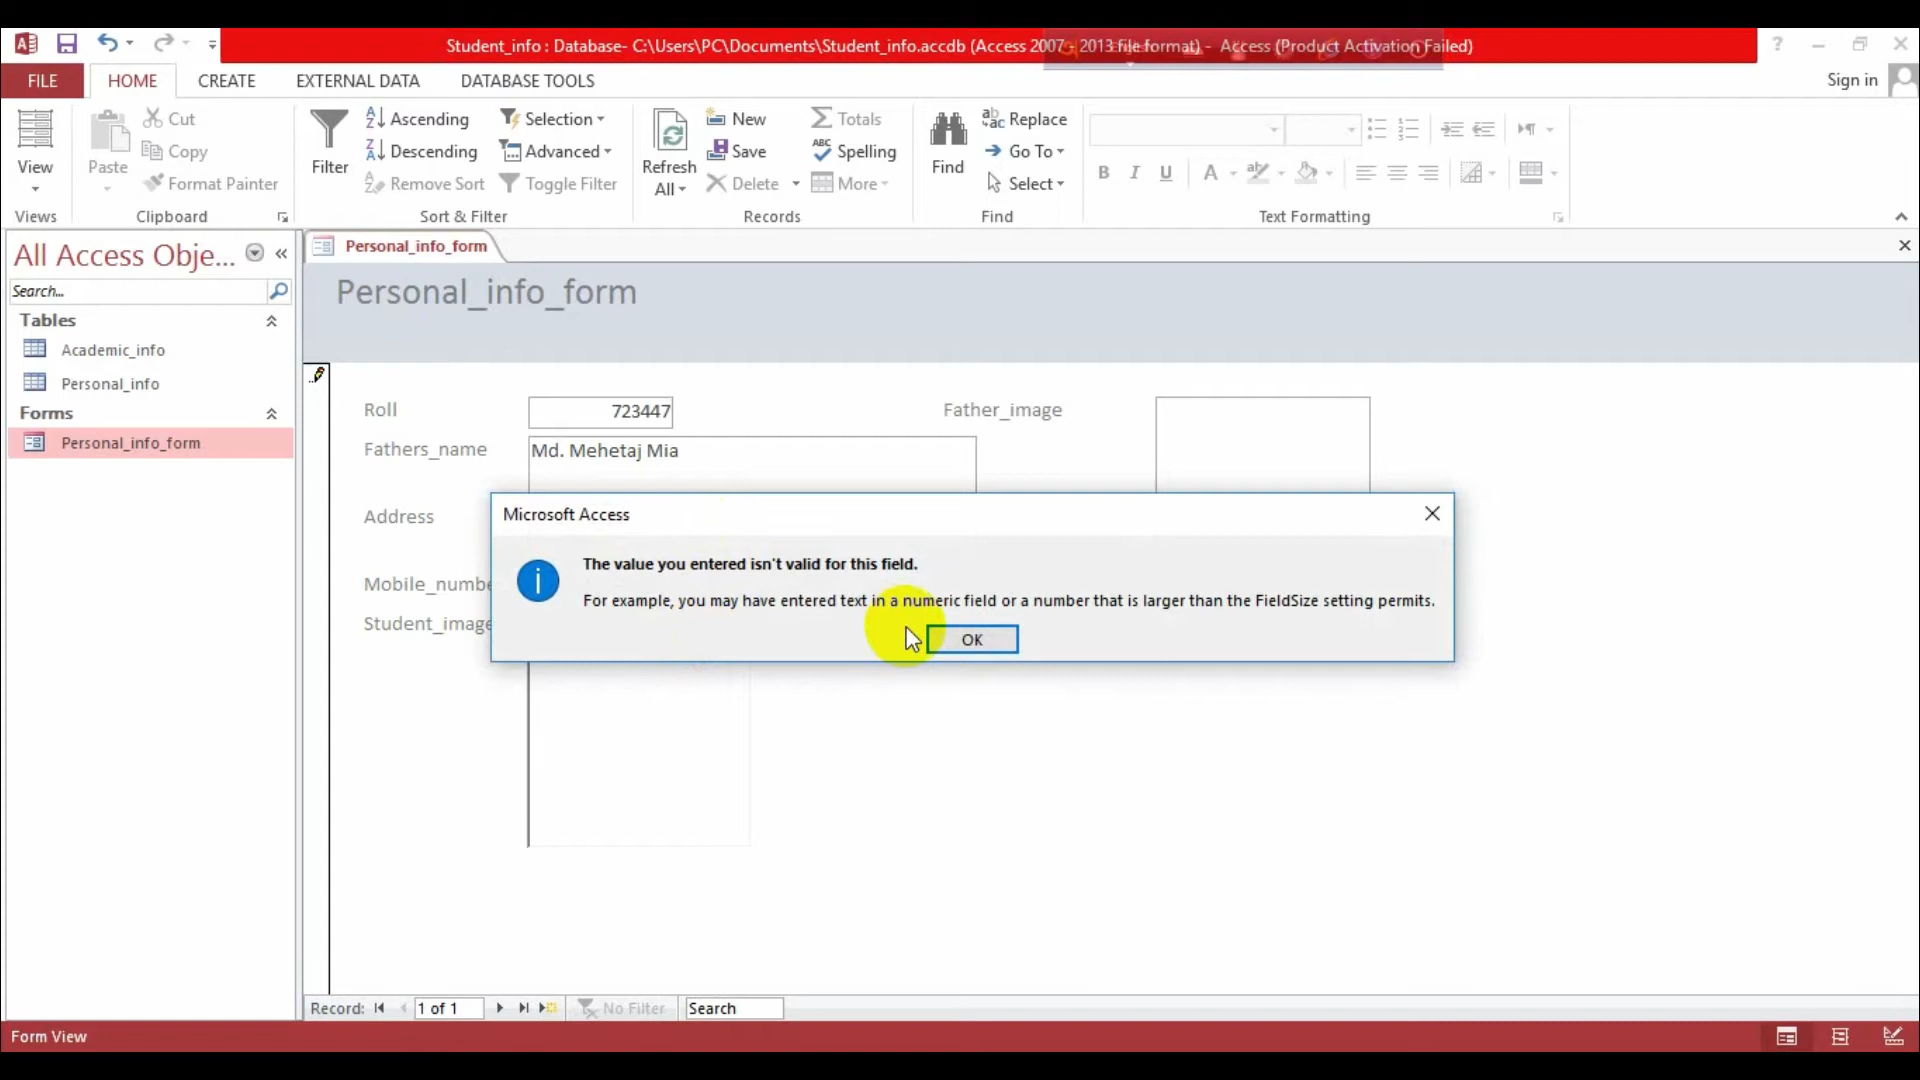 Student_info : Database- C:\Users\PC\Documents\Student_info.accdb (Access 2007 - 2013 file format) - Access (Product Activation Failed)
?
FILE HOME CREATE EXTERNAL DATA DATABASE TOOLS Sign in
View
Views
Paste
Cut
Copy
Format Painter
Clipboard
Filter
Ascending
Descending
Remove Sort
Selection
Advanced
Toggle Filter
Sort & Filter
Refresh
All
New
Save
Delete
Totals
Spelling
More
Records
Find
Replace
Go To
Select
Find
B I U A
Text Formatting
All Access Obje...
Search...
Tables
Academic_info
Personal_info
Forms
Personal_info_form
Personal_info_form
Personal_info_form
Roll 723447 Father_image
Fathers_name Md. Mehetaj Mia
Address
Mobile_numbe
Student_image
Microsoft Access
The value you entered isn't valid for this field.
For example, you may have entered text in a numeric field or a number that is larger than the FieldSize setting permits.
OK
Record: 1 of 1 No Filter Search
Form View